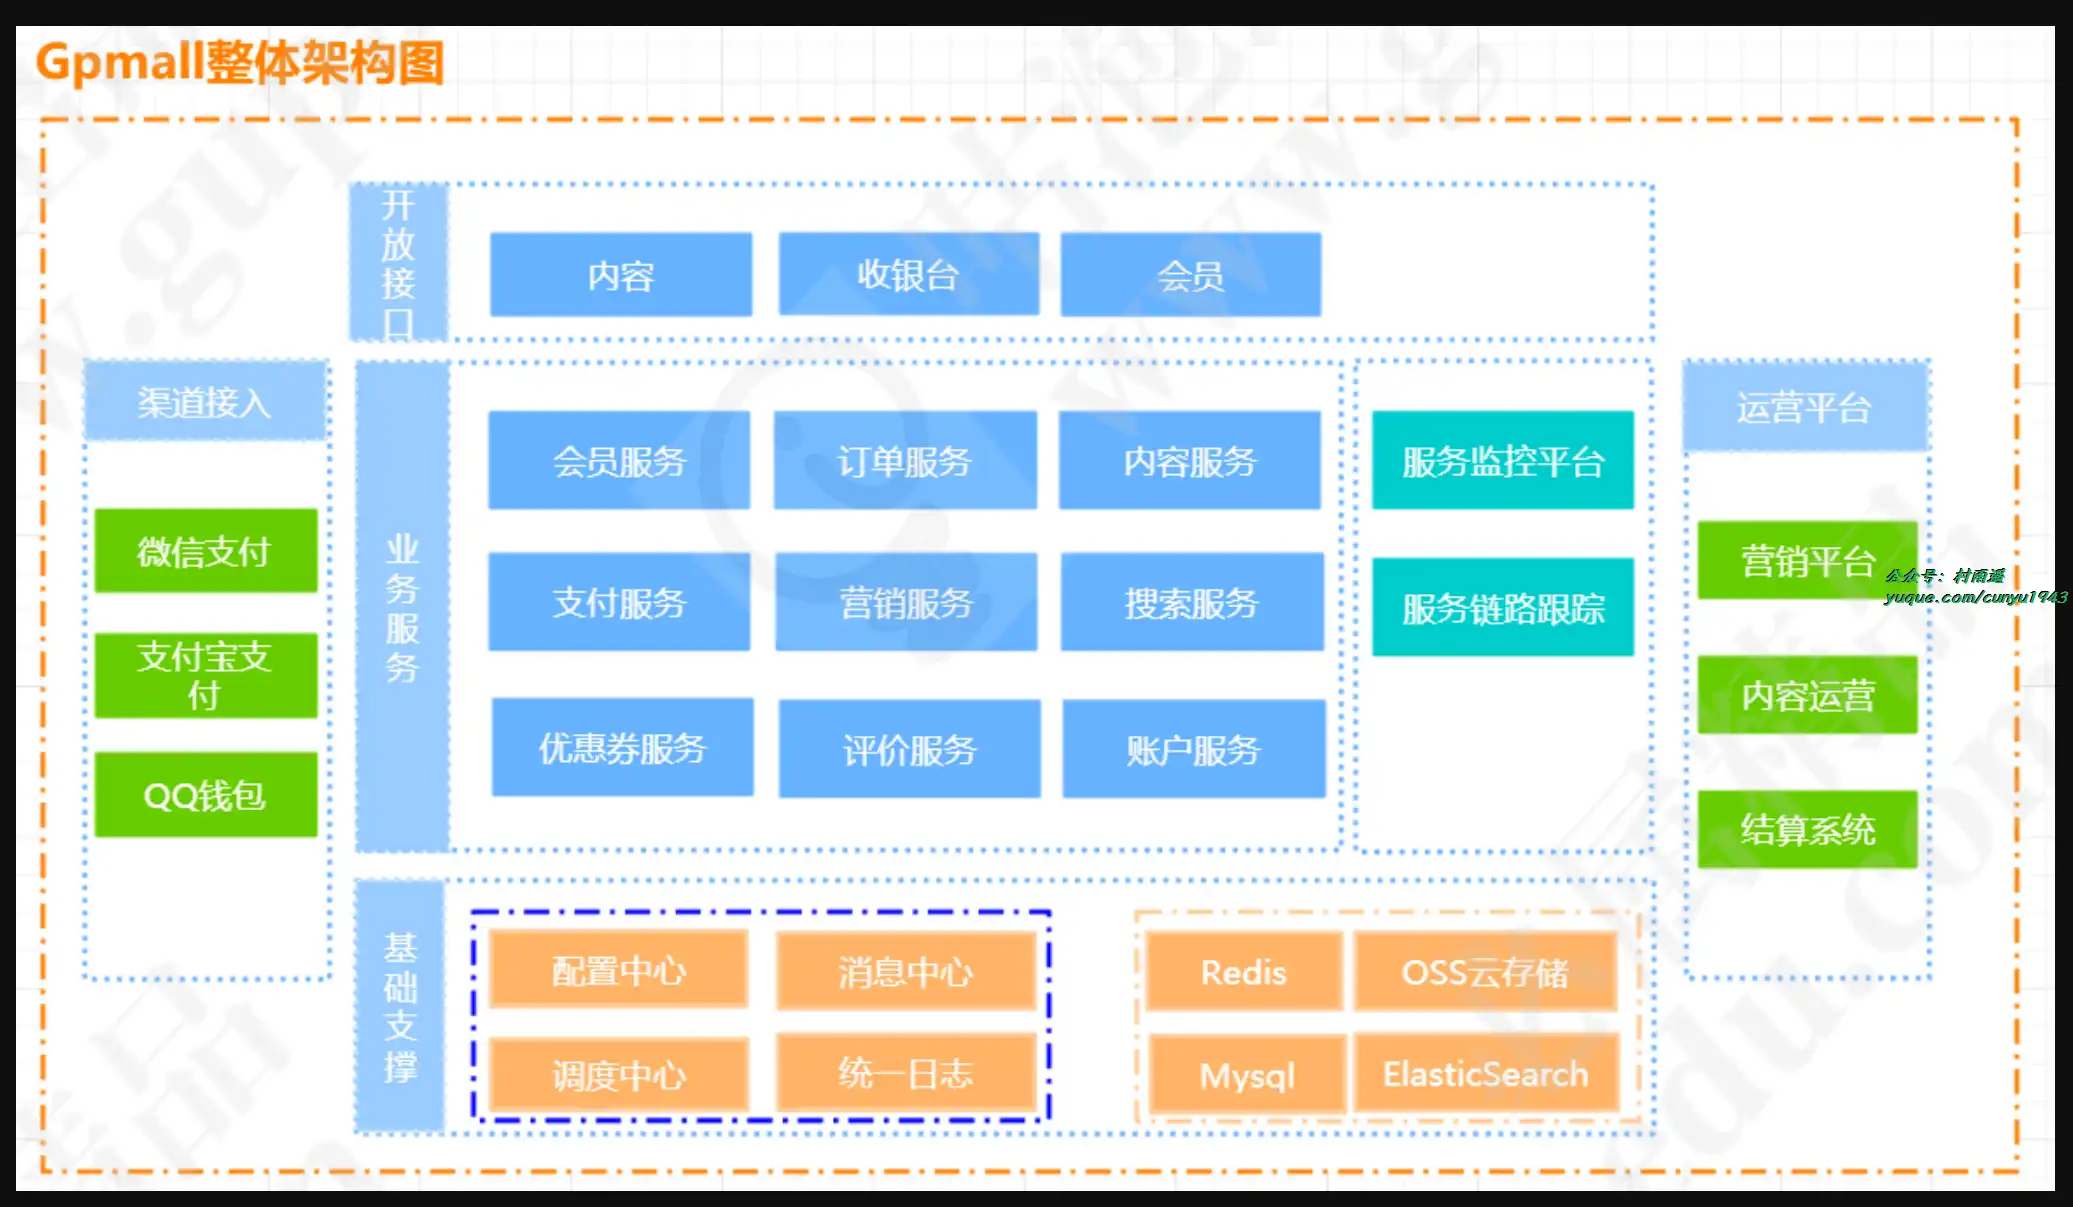 Gpmall整体架构图
开放接口
内容
收银台
会员
渠道接入
微信支付
支付宝支
付
QQ钱包
业务服务
会员服务
订单服务
内容服务
支付服务
营销服务
搜索服务
优惠券服务
评价服务
账户服务
服务监控平台
服务链路跟踪
运营平台
营销平台
内容运营
结算系统
公众号：村雨遥
yuque.com/cunyu1943
基础支撑
配置中心
消息中心
调度中心
统一日志
Redis
OSS云存储
Mysql
ElasticSearch